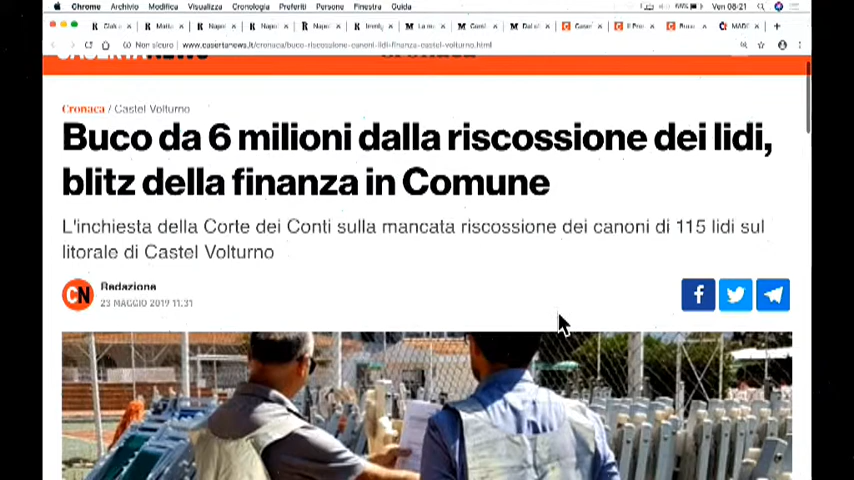 Chrome Archivio Modifica Visualizza Cronologia Preferiti Persone Finestra Guida 66% Ven 08:21
Non sicuro | www.casertanews.it/cronaca/buco-riscossione-canoni-lidi-finanza-castel-volturno.html
Cronaca / Castel Volturno
Buco da 6 milioni dalla riscossione dei lidi,
blitz della finanza in Comune
L'inchiesta della Corte dei Conti sulla mancata riscossione dei canoni di 115 lidi sul
litorale di Castel Volturno
CN
Redazione
23 MAGGIO 2019 11.31